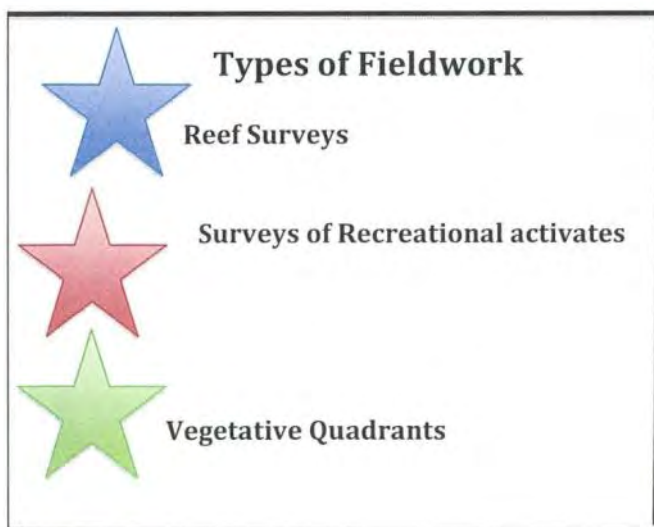 Types of Fieldwork
Reef Surveys
Surveys of Recreational activates
Vegetative Quadrants